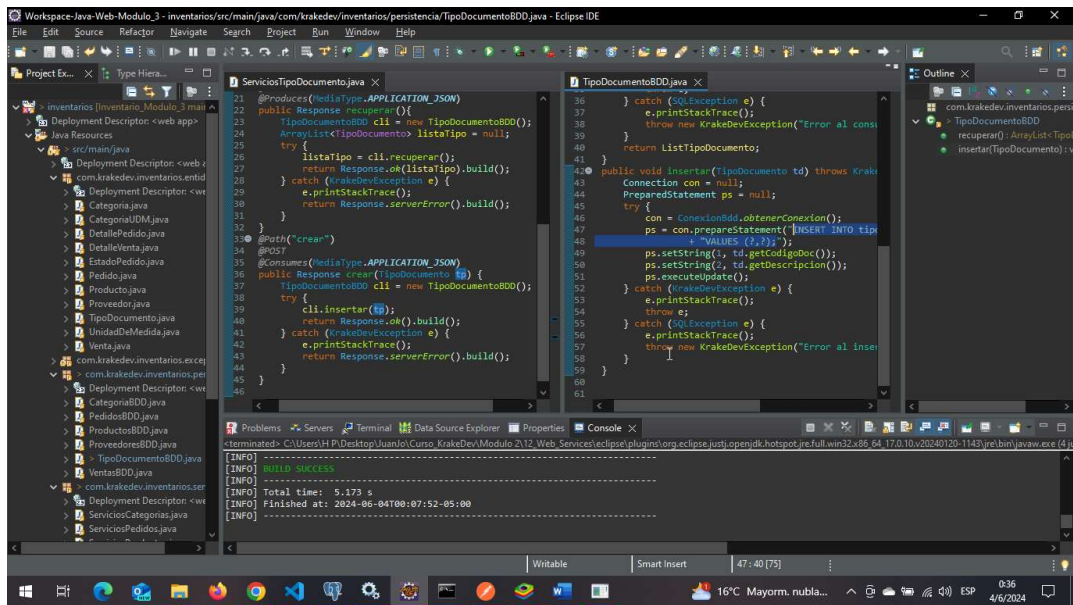 Workspace-Java-Web-Modulo_3 - inventarios/src/main/java/com/krakedev/inventarios/persistencia/TipoDocumentoBDD.java - Eclipse IDE
File Edit Source Refactor Navigate Search Project Run Window Help
Project Ex... Type Hiera...
> inventarios [Inventario_Modulo_3 mair
Deployment Descriptor: <web app>
Java Resources
> src/main/java
Deployment Descriptor: <web a
com.krakedev.inventarios.entid
Deployment Descriptor: <we
Categoria.java
CategoriaUDM.java
DetallePedido.java
DetalleVenta.java
EstadoPedido.java
Pedido.java
Producto.java
Proveedor.java
TipoDocumento.java
UnidadDeMedida.java
Venta.java
com.krakedev.inventarios.excep
> com.krakedev.inventarios.per
Deployment Descriptor: <we
CategoriaBDD.java
PedidosBDD.java
ProductosBDD.java
ProveedoresBDD.java
> TipoDocumentoBDD.java
VentasBDD.java
> com.krakedev.inventarios.ser
Deployment Descriptor: <we
ServiciosCategorias.java
ServiciosPedidos.java
ServiciosTipoDocumento.java
21 @Produces(MediaType.APPLICATION_JSON)
22 public Response recuperar(){
23 TipoDocumentoBDD cli = new TipoDocumentoBDD();
24 ArrayList<TipoDocumento> listaTipo = null;
25 try {
26 listaTipo = cli.recuperar();
27 return Response.ok(listaTipo).build();
28 } catch (KrakeDevException e) {
29 e.printStackTrace();
30 return Response.serverError().build();
31 }
32 }
33 @Path("crear")
34 @POST
35 @Consumes(MediaType.APPLICATION_JSON)
36 public Response crear(TipoDocumento tp) {
37 TipoDocumentoBDD cli = new TipoDocumentoBDD();
38 try {
39 cli.insertar(tp);
40 return Response.ok().build();
41 } catch (KrakeDevException e) {
42 e.printStackTrace();
43 return Response.serverError().build();
44 }
45 }
46
TipoDocumentoBDD.java
36 } catch (SQLException e) {
37 e.printStackTrace();
38 throw new KrakeDevException("Error al consu
39 }
40 return ListTipoDocumento;
41 }
42 public void insertar(TipoDocumento td) throws Krake
43 Connection con = null;
44 PreparedStatement ps = null;
45 try {
46 con = ConexionBdd.obtenerConexion();
47 ps = con.prepareStatement("INSERT INTO tipo
48 + "VALUES (?,?);");
49 ps.setString(1, td.getCodigoDoc());
50 ps.setString(2, td.getDescripcion());
51 ps.executeUpdate();
52 } catch (KrakeDevException e) {
53 e.printStackTrace();
54 throw e;
55 } catch (SQLException e) {
56 e.printStackTrace();
57 throw new KrakeDevException("Error al inser
58 }
59 }
60
61
Outline
com.krakedev.inventarios.persi
> TipoDocumentoBDD
recuperar() : ArrayList<Tipo
insertar(TipoDocumento) : v
Problems Servers Terminal Data Source Explorer Properties Console
<terminated> C:\Users\H P\Desktop\JuanJo\Curso_KrakeDev\Modulo 2\12_Web_Services\eclipse\plugins\org.eclipse.justj.openjdk.hotspot.jre.full.win32.x86_64_17.0.10.v20240120-1143\jre\bin\javaw.exe (4 ju
[INFO] ------------------------------------------------------------------------
[INFO] BUILD SUCCESS
[INFO] ------------------------------------------------------------------------
[INFO] Total time: 5.173 s
[INFO] Finished at: 2024-06-04T00:07:52-05:00
[INFO] ------------------------------------------------------------------------
Writable Smart Insert 47 : 40 [75]
16°C Mayorm. nubla... ESP 0:36
4/6/2024